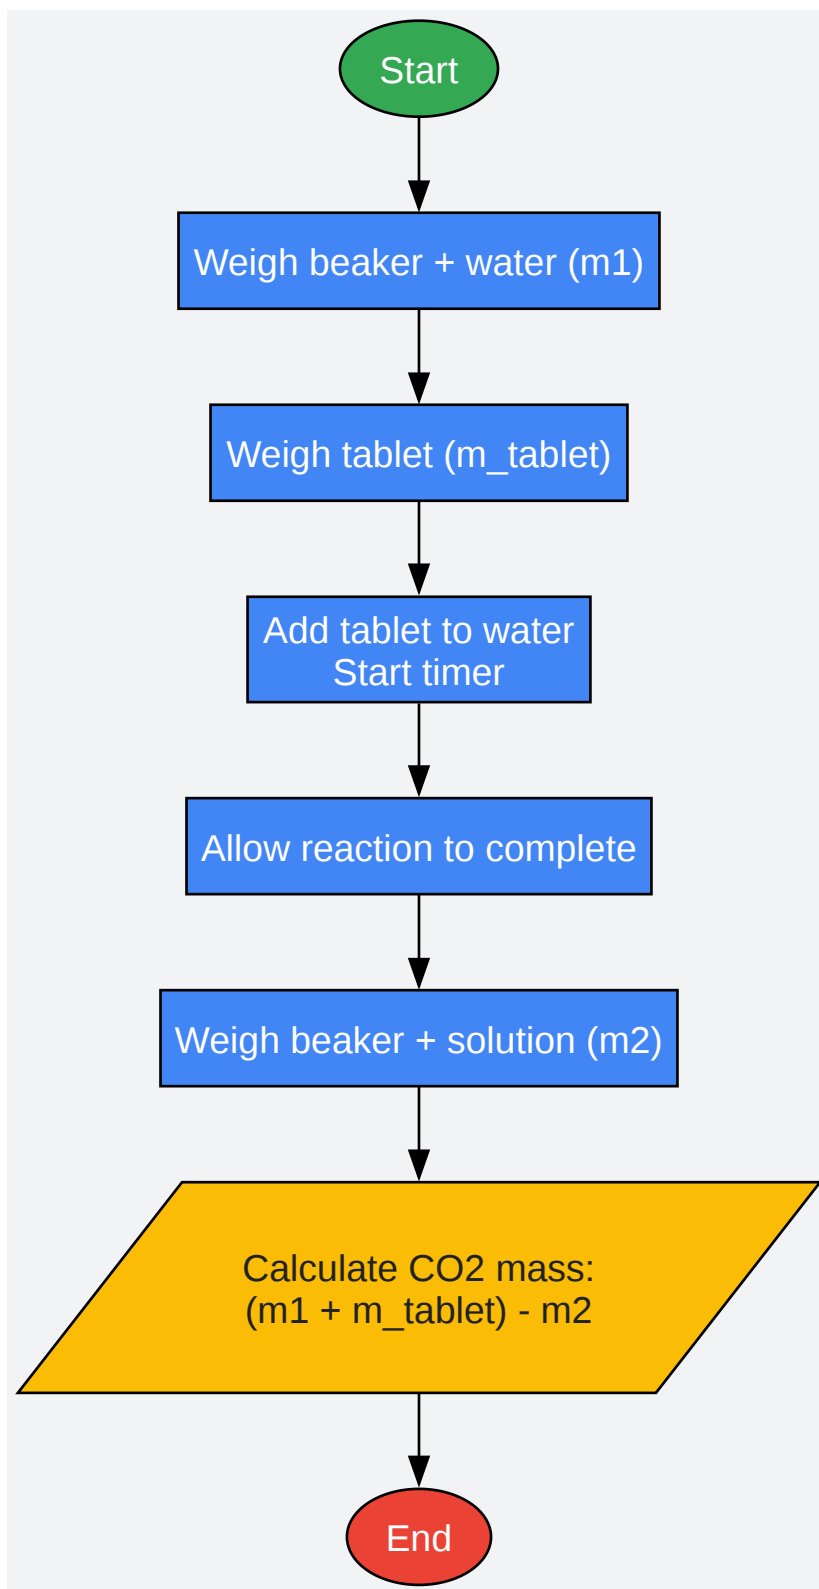 Start
Weigh beaker + water (m1)
Weigh tablet (m_tablet)
Add tablet to water
Start timer
Allow reaction to complete
Weigh beaker + solution (m2)
Calculate CO2 mass:
(m1 + m_tablet) - m2
End